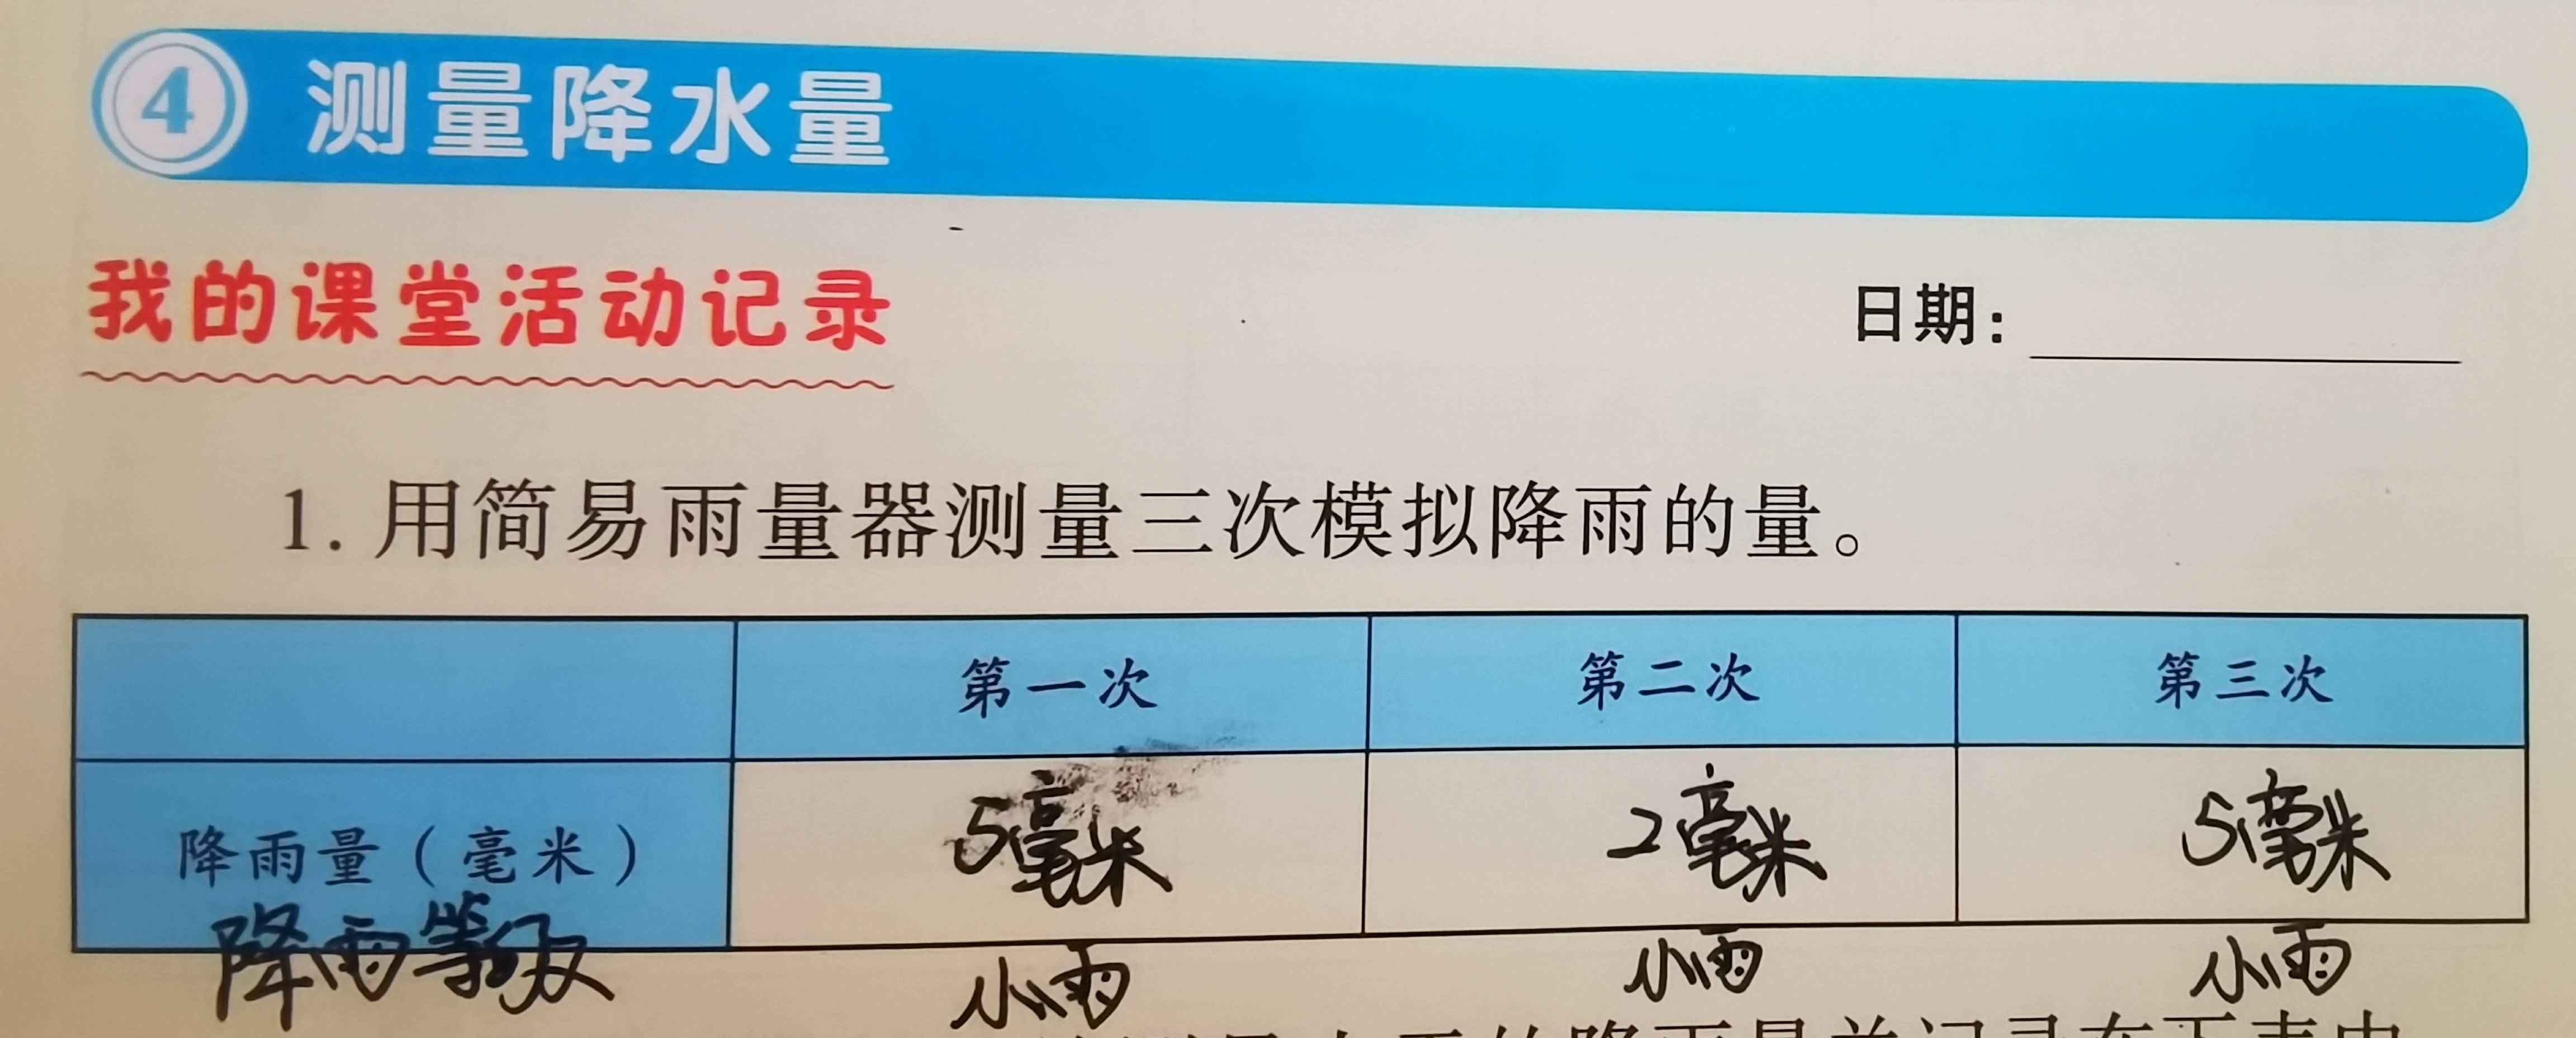 4 测量降水量
我的课堂活动记录 日期:
1. 用简易雨量器测量三次模拟降雨的量。
第一次 第二次 第三次
降雨量（毫米） 5毫米 2毫米 5毫米
降雨等级 小雨 小雨 小雨